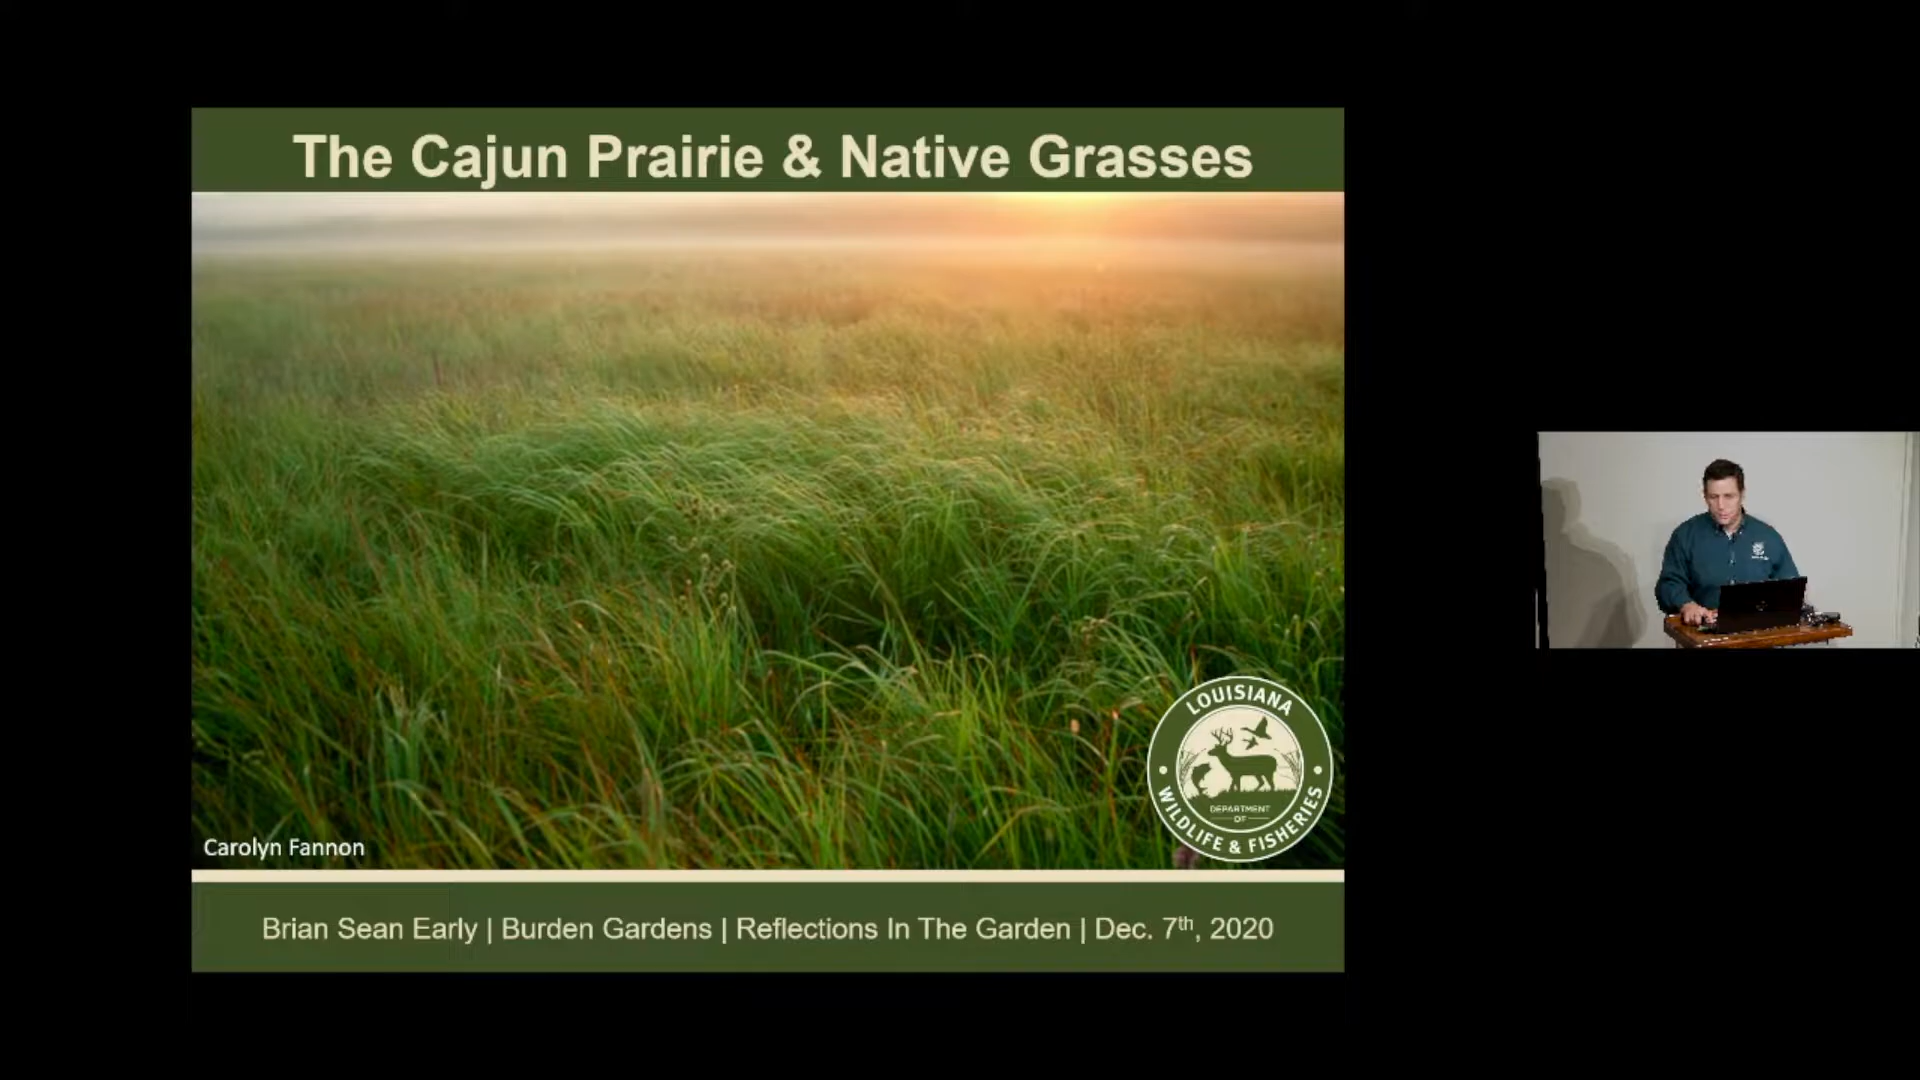 The Cajun Prairie & Native Grasses
LOUISIANA
DEPARTMENT
OF
WILDLIFE & FISHERIES
Carolyn Fannon
Brian Sean Early | Burden Gardens | Reflections In The Garden | Dec. 7th, 2020